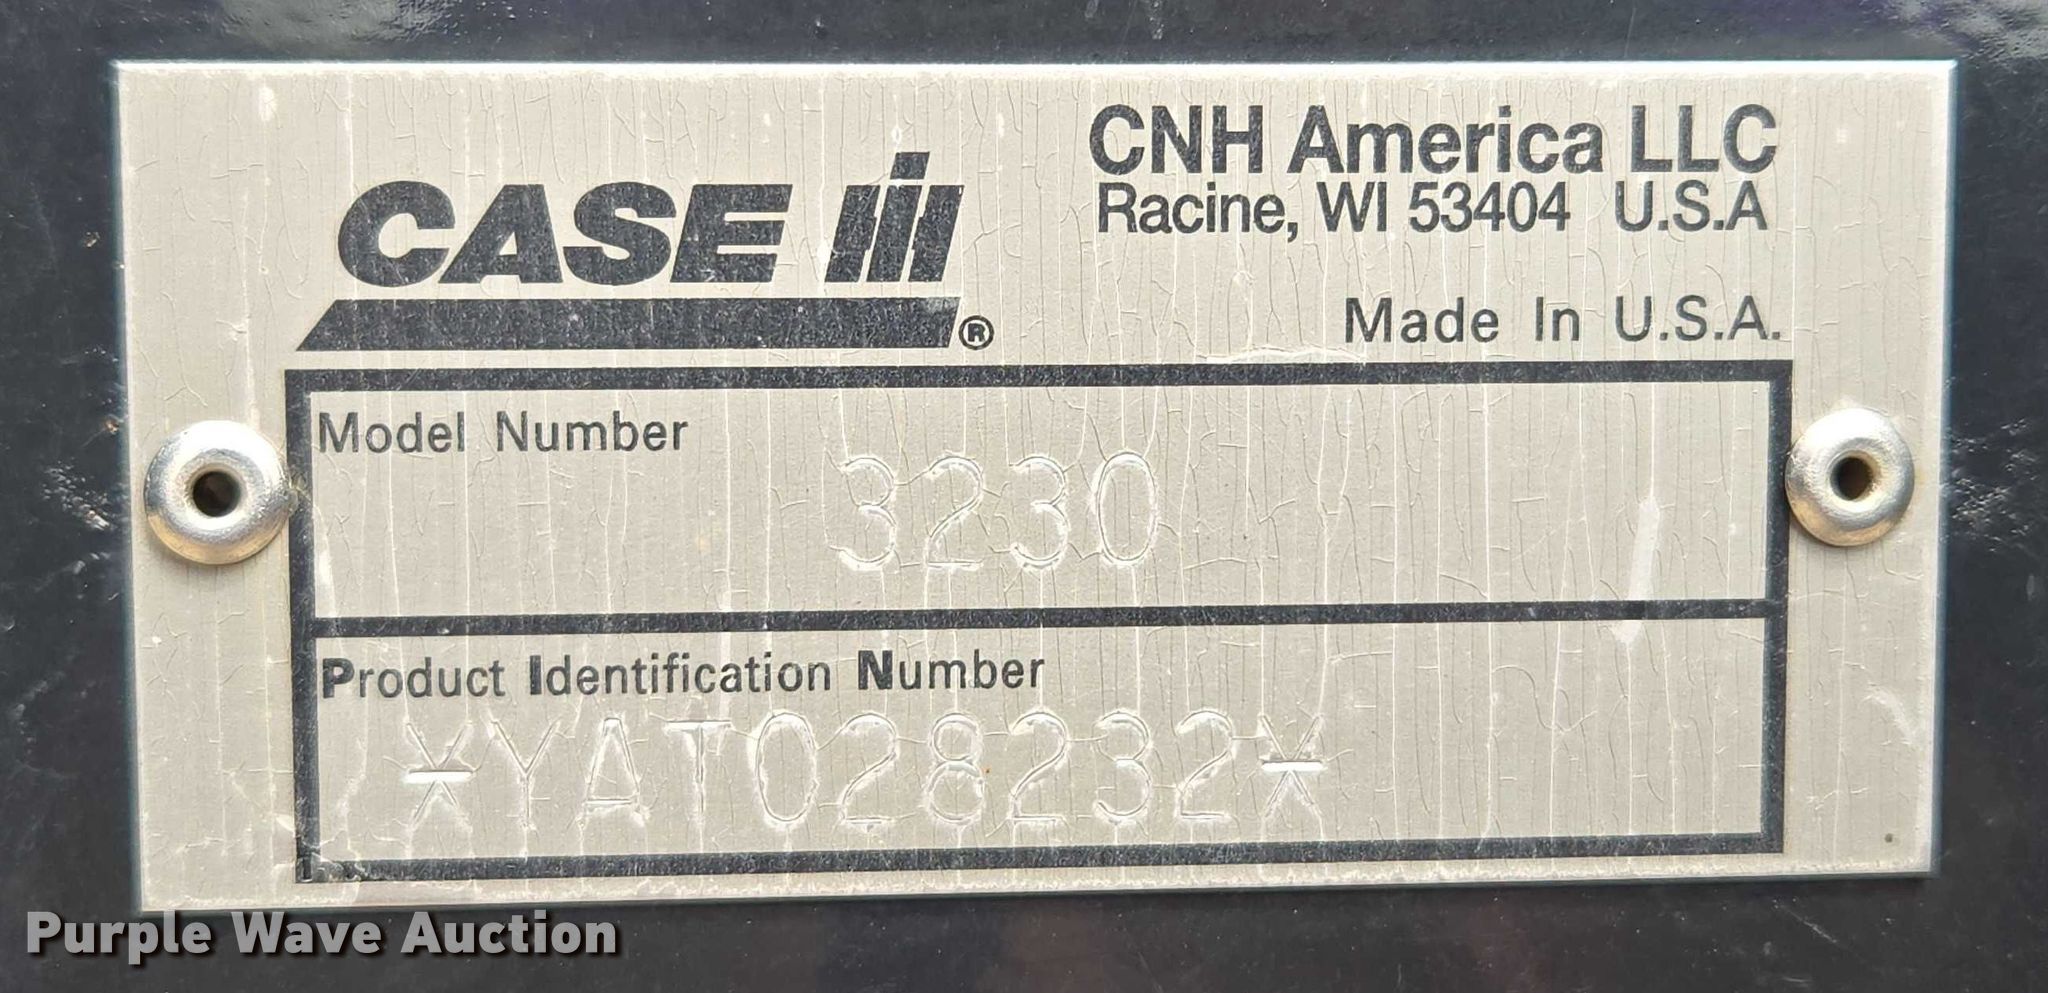 CASE IH ®
CNH America LLC
Racine, WI 53404 U.S.A
Made In U.S.A.
Model Number
3230
Product Identification Number
*YAT028232*
Purple Wave Auction